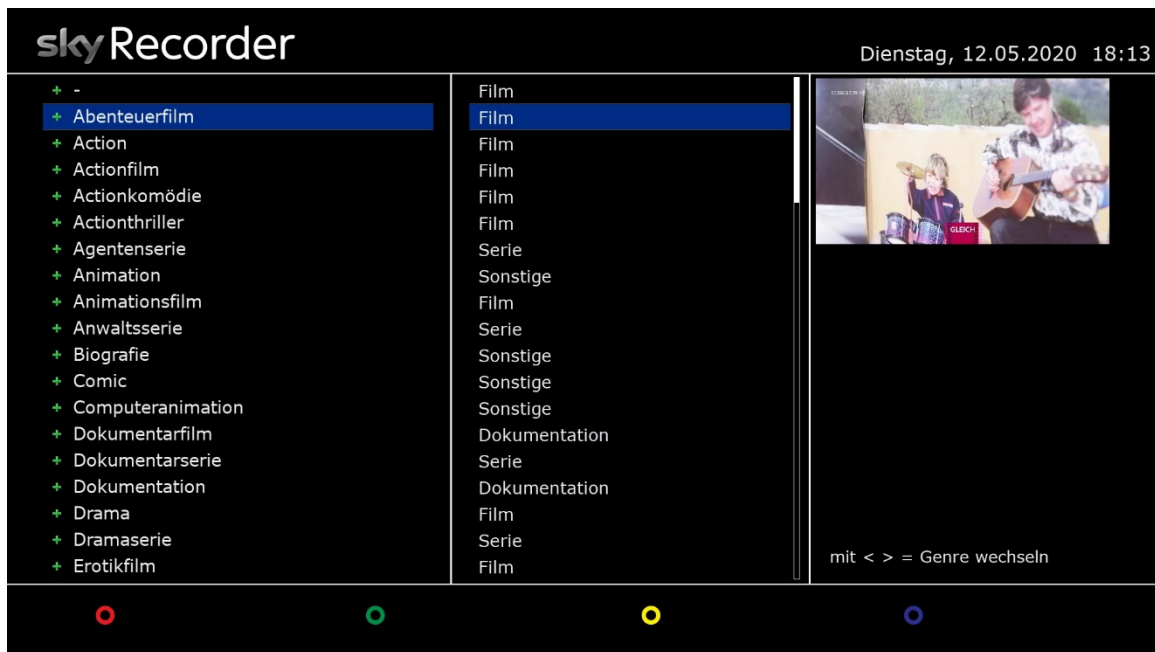 sky Recorder
Dienstag, 12.05.2020 18:13
+ - Film
+ Abenteuerfilm Film
+ Action Film
+ Actionfilm Film
+ Actionkomödie Film
+ Actionthriller Film
+ Agentenserie Serie
+ Animation Sonstige
+ Animationsfilm Film
+ Anwaltsserie Serie
+ Biografie Sonstige
+ Comic Sonstige
+ Computeranimation Sonstige
+ Dokumentarfilm Dokumentation
+ Dokumentarserie Serie
+ Dokumentation Dokumentation
+ Drama Film
+ Dramaserie Serie
+ Erotikfilm Film
GLEICH
mit < > = Genre wechseln